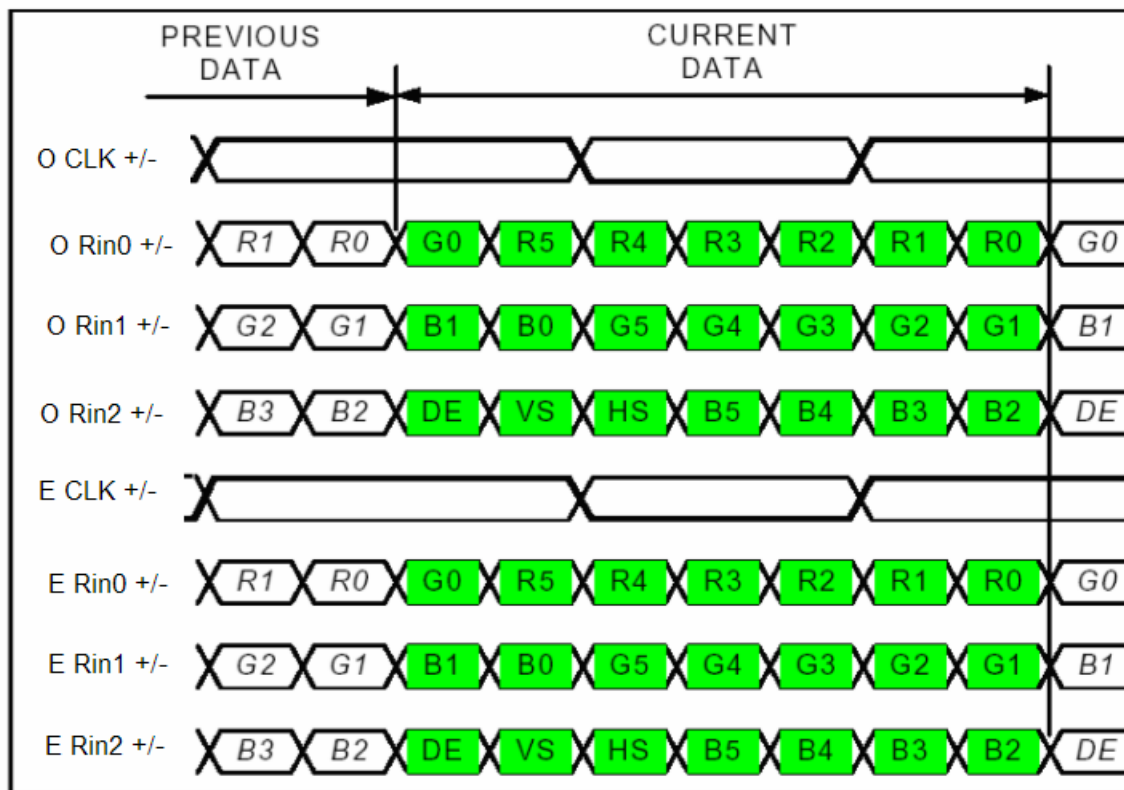 PREVIOUS DATA
CURRENT DATA
O CLK +/-
O Rin0 +/- R1 R0 G0 R5 R4 R3 R2 R1 R0 G0
O Rin1 +/- G2 G1 B1 B0 G5 G4 G3 G2 G1 B1
O Rin2 +/- B3 B2 DE VS HS B5 B4 B3 B2 DE
E CLK +/-
E Rin0 +/- R1 R0 G0 R5 R4 R3 R2 R1 R0 G0
E Rin1 +/- G2 G1 B1 B0 G5 G4 G3 G2 G1 B1
E Rin2 +/- B3 B2 DE VS HS B5 B4 B3 B2 DE